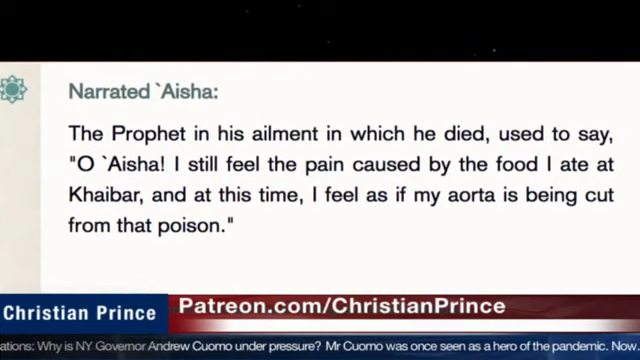 Narrated `Aisha:
The Prophet in his ailment in which he died, used to say,
"O `Aisha! I still feel the pain caused by the food I ate at
Khaibar, and at this time, I feel as if my aorta is being cut
from that poison."
Christian Prince
Patreon.com/ChristianPrince
ations: Why is NY Governor Andrew Cuomo under pressure? Mr Cuomo was once seen as a hero of the pandemic. Now.